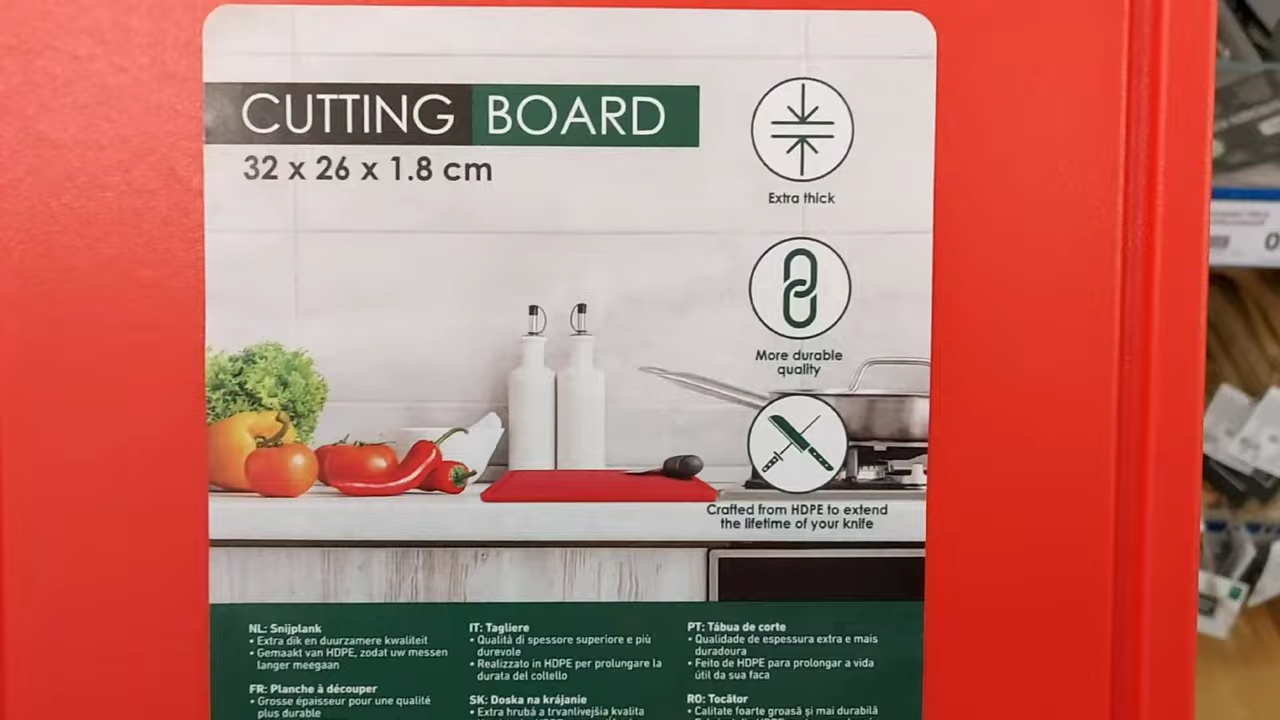 CUTTING BOARD
32 x 26 x 1.8 cm
Extra thick
More durable
quality
Crafted from HDPE to extend
the lifetime of your knife
NL: Snijplank
• Extra dik en duurzamere kwaliteit
• Gemaakt van HDPE, zodat uw messen
langer meegaan
FR: Planche à découper
• Grosse épaisseur pour une qualité
plus durable
IT: Tagliere
• Qualità di spessore superiore e più
durevole
• Realizzato in HDPE per prolungare la
durata del coltello
SK: Doska na krájanie
• Extra hrubá a trvanlivejšia kvalita
PT: Tábua de corte
• Qualidade de espessura extra e mais
duradoura
• Feito de HDPE para prolongar a vida
útil da sua faca
RO: Tocător
• Calitate foarte groasă și mai durabilă
0